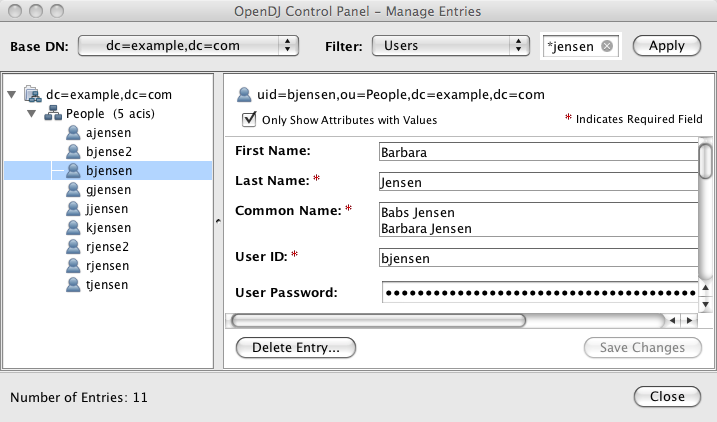 OpenDJ Control Panel – Manage Entries
Base DN: dc=example,dc=com Filter: Users *jensen Apply
dc=example,dc=com
People (5 acis)
ajensen
bjense2
bjensen
gjensen
jjensen
kjensen
rjense2
rjensen
tjensen
uid=bjensen,ou=People,dc=example,dc=com
Only Show Attributes with Values * Indicates Required Field
First Name: Barbara
Last Name: * Jensen
Common Name: * Babs Jensen
Barbara Jensen
User ID: * bjensen
User Password: ••••••••••••••••••••••••••••••••••••••••
Delete Entry... Save Changes
Number of Entries: 11 Close